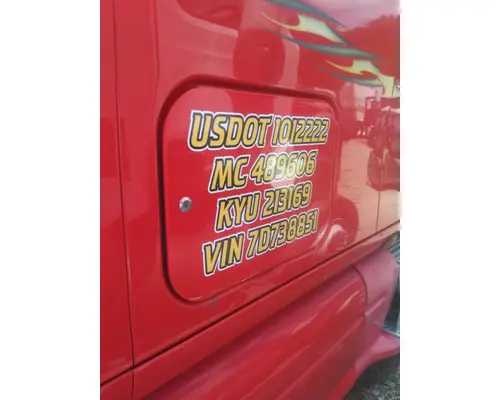 USDOT 1012222
MC 489606
KYU 213169
VIN 7D738851